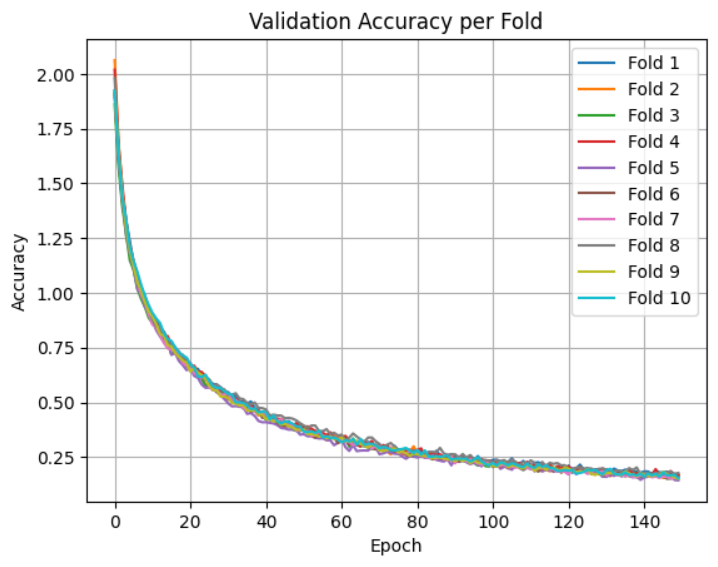 Validation Accuracy per Fold
Accuracy
2.00
1.75
1.50
1.25
1.00
0.75
0.50
0.25
Fold 1
Fold 2
Fold 3
Fold 4
Fold 5
Fold 6
Fold 7
Fold 8
Fold 9
Fold 10
0 20 40 60 80 100 120 140
Epoch